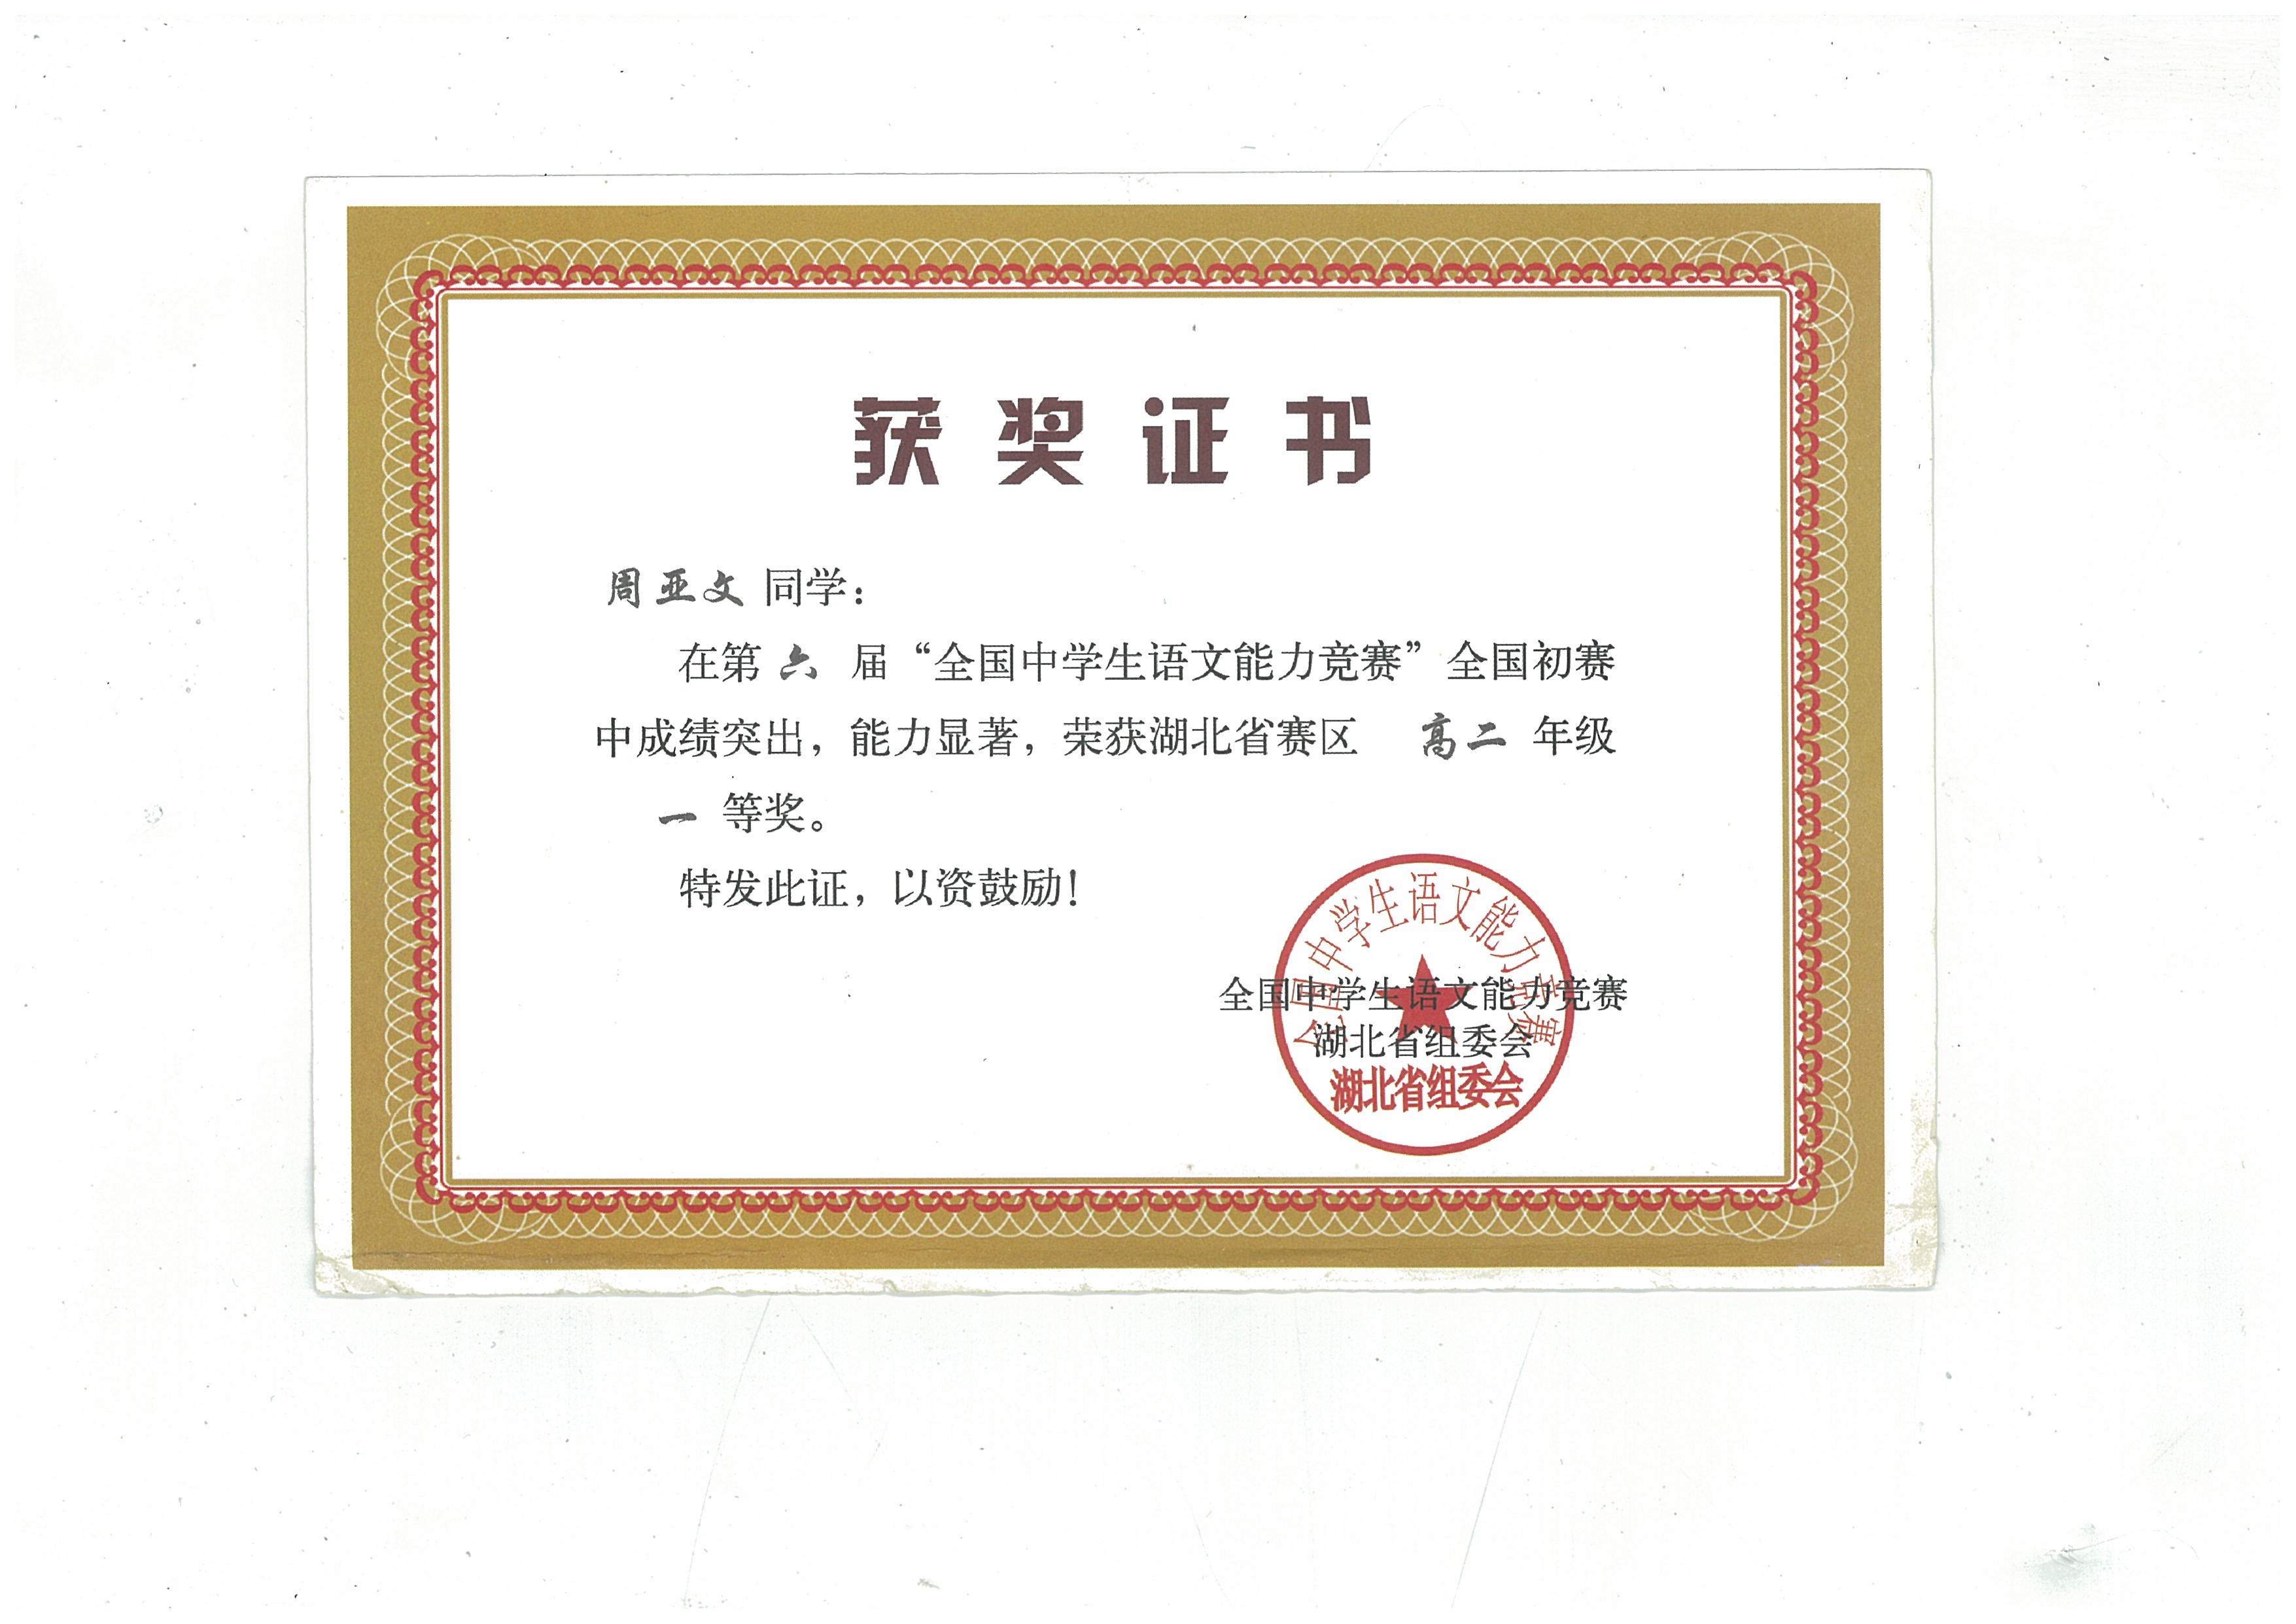 获奖证书
周亚文 同学：
在第 六 届“全国中学生语文能力竞赛”全国初赛
中成绩突出，能力显著，荣获湖北省赛区 高二 年级
一 等奖。
特发此证，以资鼓励！
全国中学生语文能力竞赛
全国中学生语文能力竞赛
湖北省组委会
湖北省组委会